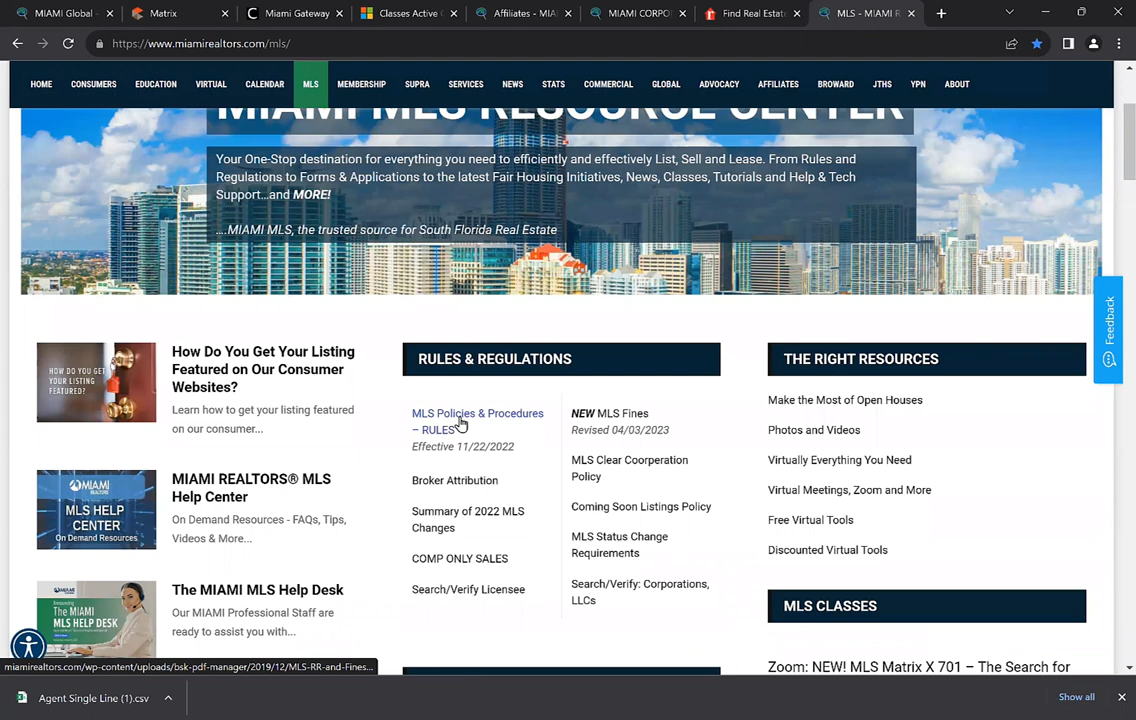 MIAMI Global -
Matrix
Miami Gateway
Classes Active
Affiliates - MIA
MIAMI CORPO
Find Real Estate
MLS - MIAMI R
https://www.miamirealtors.com/mls/
HOME CONSUMERS EDUCATION VIRTUAL CALENDAR MLS MEMBERSHIP SUPRA SERVICES NEWS STATS COMMERCIAL GLOBAL ADVOCACY AFFILIATES BROWARD JTHS YPN ABOUT
MIAMI MLS RESOURCE CENTER
Your One-Stop destination for everything you need to efficiently and effectively List, Sell and Lease. From Rules and
Regulations to Forms & Applications to the latest Fair Housing Initiatives, News, Classes, Tutorials and Help & Tech
Support...and MORE!
....MIAMI MLS, the trusted source for South Florida Real Estate
Feedback
HOW DO YOU GET
YOUR LISTING
FEATURED?
How Do You Get Your Listing
Featured on Our Consumer
Websites?
Learn how to get your listing featured
on our consumer...
MIAMI
REALTORS
MLS HELP
CENTER
On Demand Resources
MIAMI REALTORS® MLS
Help Center
On Demand Resources - FAQs, Tips,
Videos & More...
The MIAMI
MLS HELP
DESK
The MIAMI MLS Help Desk
Our MIAMI Professional Staff are
ready to assist you with...
RULES & REGULATIONS
MLS Policies & Procedures
– RULES
Effective 11/22/2022
Broker Attribution
Summary of 2022 MLS
Changes
COMP ONLY SALES
Search/Verify Licensee
NEW MLS Fines
Revised 04/03/2023
MLS Clear Coorperation
Policy
Coming Soon Listings Policy
MLS Status Change
Requirements
Search/Verify: Corporations,
LLCs
THE RIGHT RESOURCES
Make the Most of Open Houses
Photos and Videos
Virtually Everything You Need
Virtual Meetings, Zoom and More
Free Virtual Tools
Discounted Virtual Tools
MLS CLASSES
Zoom: NEW! MLS Matrix X 701 – The Search for
miamirealtors.com/wp-content/uploads/bsk-pdf-manager/2019/12/MLS-RR-and-Fines...
Agent Single Line (1).csv
Show all